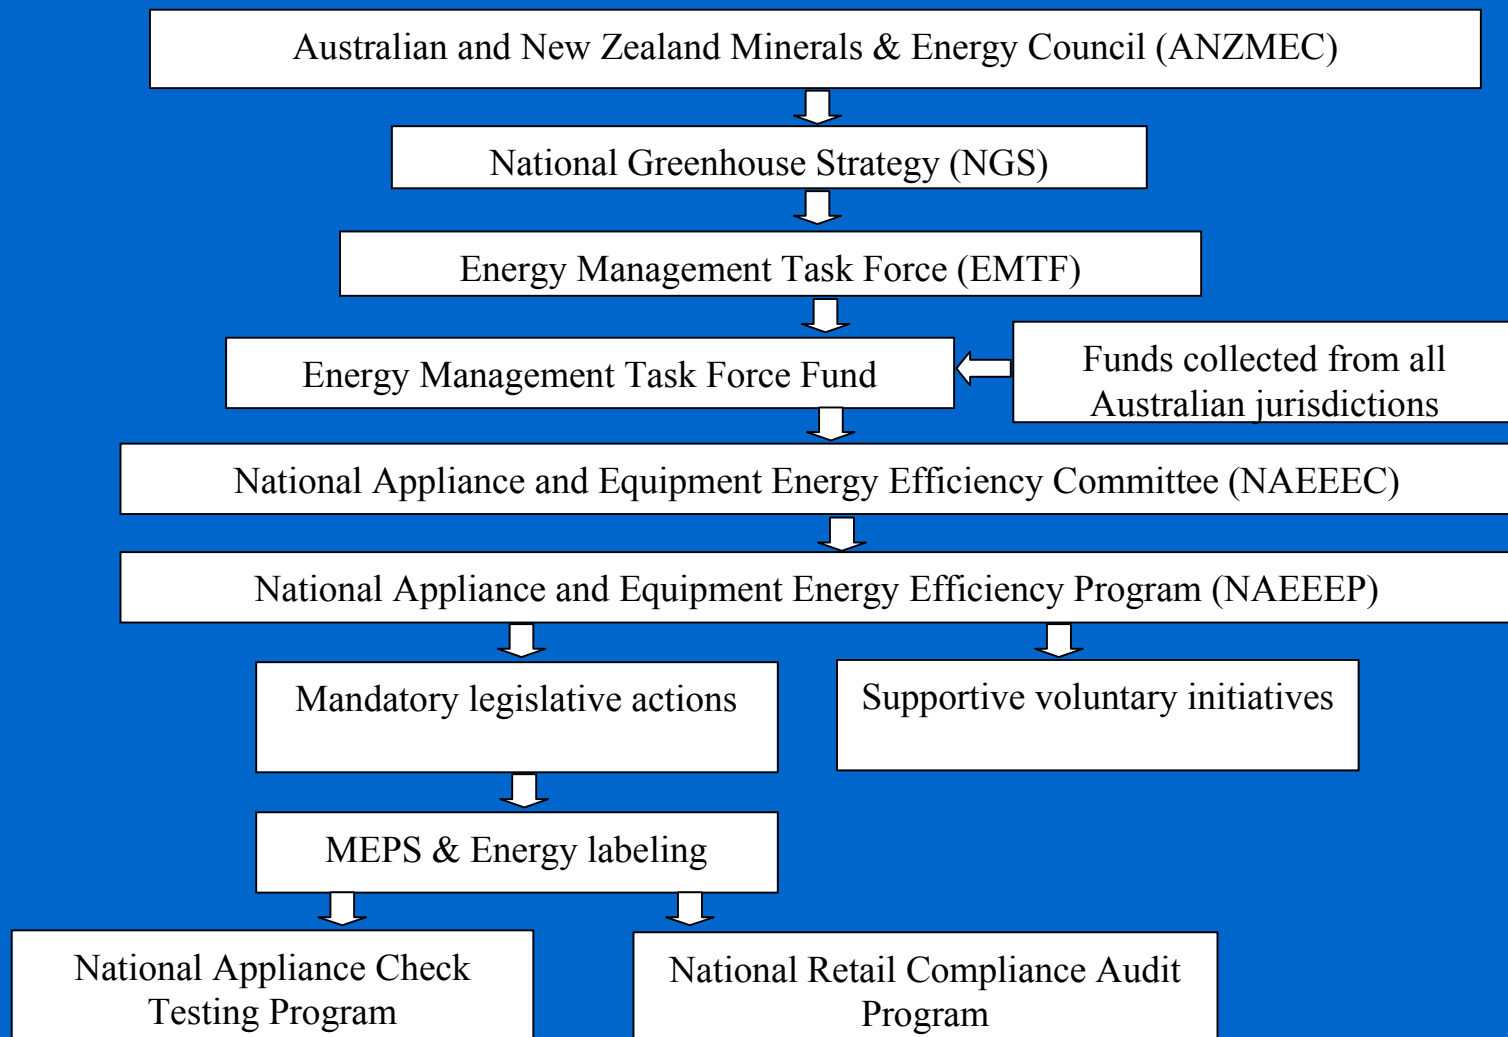 Australian and New Zealand Minerals & Energy Council (ANZMEC)
National Greenhouse Strategy (NGS)
Energy Management Task Force (EMTF)
Energy Management Task Force Fund
Funds collected from all
Australian jurisdictions
National Appliance and Equipment Energy Efficiency Committee (NAEEEC)
National Appliance and Equipment Energy Efficiency Program (NAEEEP)
Mandatory legislative actions
Supportive voluntary initiatives
MEPS & Energy labeling
National Appliance Check
Testing Program
National Retail Compliance Audit
Program